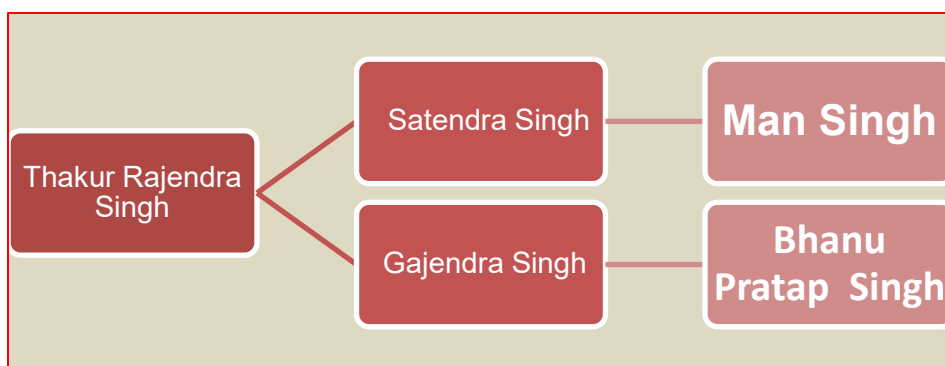 Thakur Rajendra
Singh
Satendra Singh
Man Singh
Gajendra Singh
Bhanu
Pratap Singh